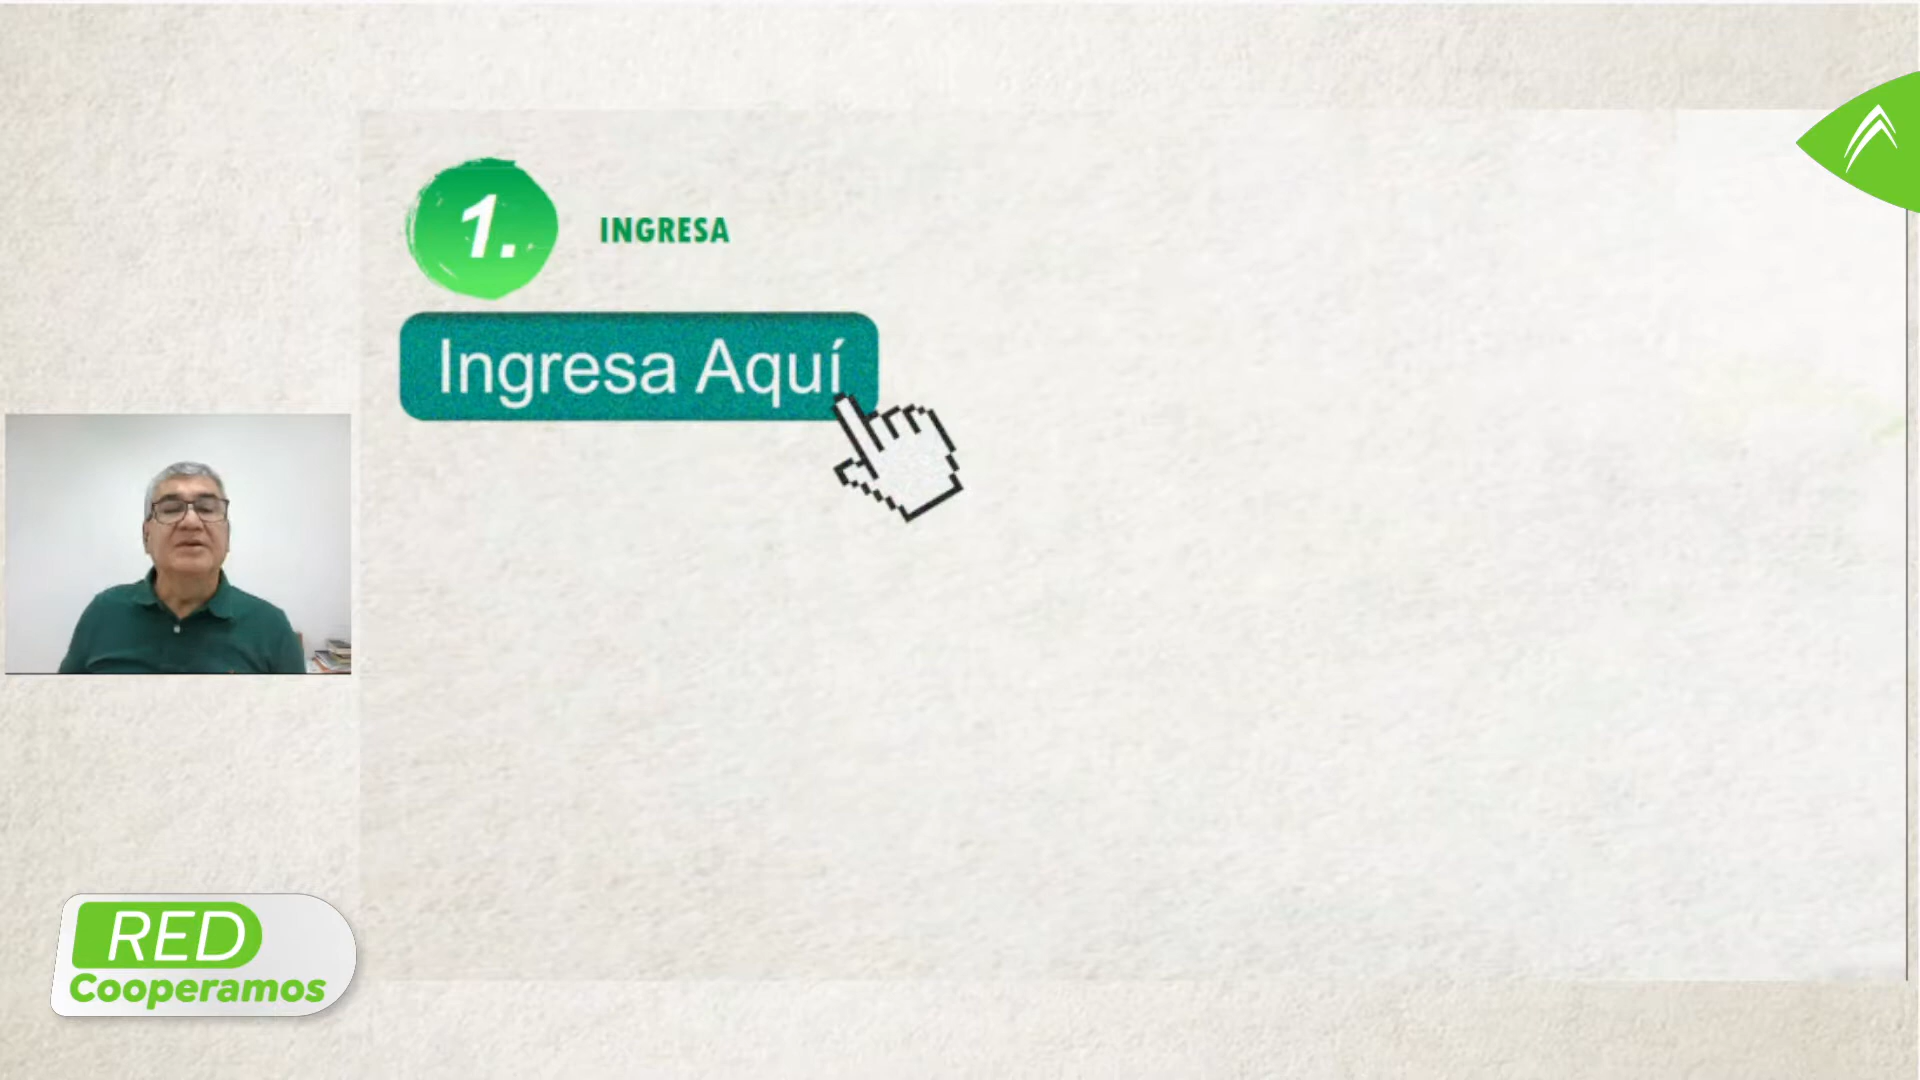 1.
INGRESA
Ingresa Aquí
RED
Cooperamos